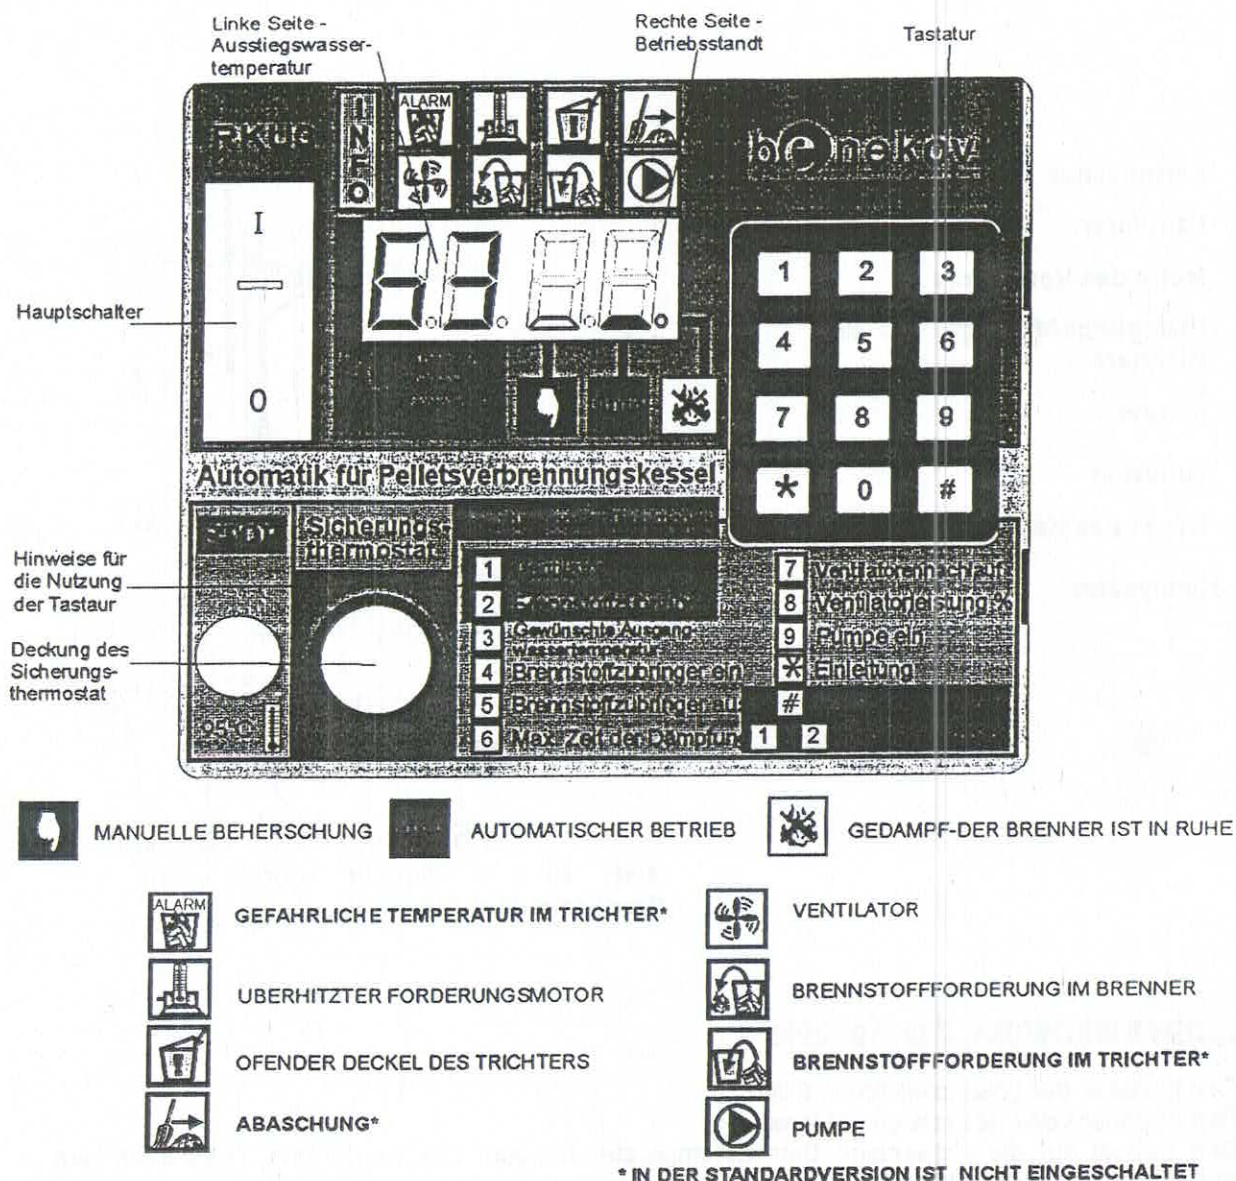 Linke Seite -
Ausstiegswasser-
temperatur
Rechte Seite -
Betriebsstandt
Tastatur
INFO
ALARM
benekov
I
0
Hauptschalter
1 2 3
4 5 6
7 8 9
* 0 #
Automatik für Pelletsverbrennungskessel
Sicherungs-
thermostat
95°C
Hinweise für
die Nutzung
der Tastaur
Deckung des
Sicherungs-
thermostat
1
2
3 Gewünschte Ausgang-
wassertemperatur
4 Brennstoffzubringer ein
5 Brennstoffzubringer aus
6 Max. Zeit der Dämpfung
7 Ventilatorennachlauf
8 Ventilatorleistung %
9 Pumpe ein
* Einleitung
#
1 2
MANUELLE BEHERSCHUNG
AUTOMATISCHER BETRIEB
GEDAMPF-DER BRENNER IST IN RUHE
ALARM
GEFAHRLICHE TEMPERATUR IM TRICHTER*
VENTILATOR
UBERHITZTER FORDERUNGSMOTOR
BRENNSTOFFFORDERUNG IM BRENNER
OFENDER DECKEL DES TRICHTERS
BRENNSTOFFFORDERUNG IM TRICHTER*
ABASCHUNG*
PUMPE
* IN DER STANDARDVERSION IST NICHT EINGESCHALTET